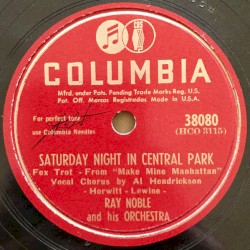 COLUMBIA
Mfrd. under Pats. Pending Trade Marks Reg. U.S.
Pat. Off. Marcas Registradas Made in U.S.A.
For perfect tone
use Columbia Needles
38080
(HCO 3115)
SATURDAY NIGHT IN CENTRAL PARK
Fox Trot - From "Make Mine Manhattan"
Vocal Chorus by Al Hendrickson
- Horwitt - Lewine -
RAY NOBLE
and his ORCHESTRA